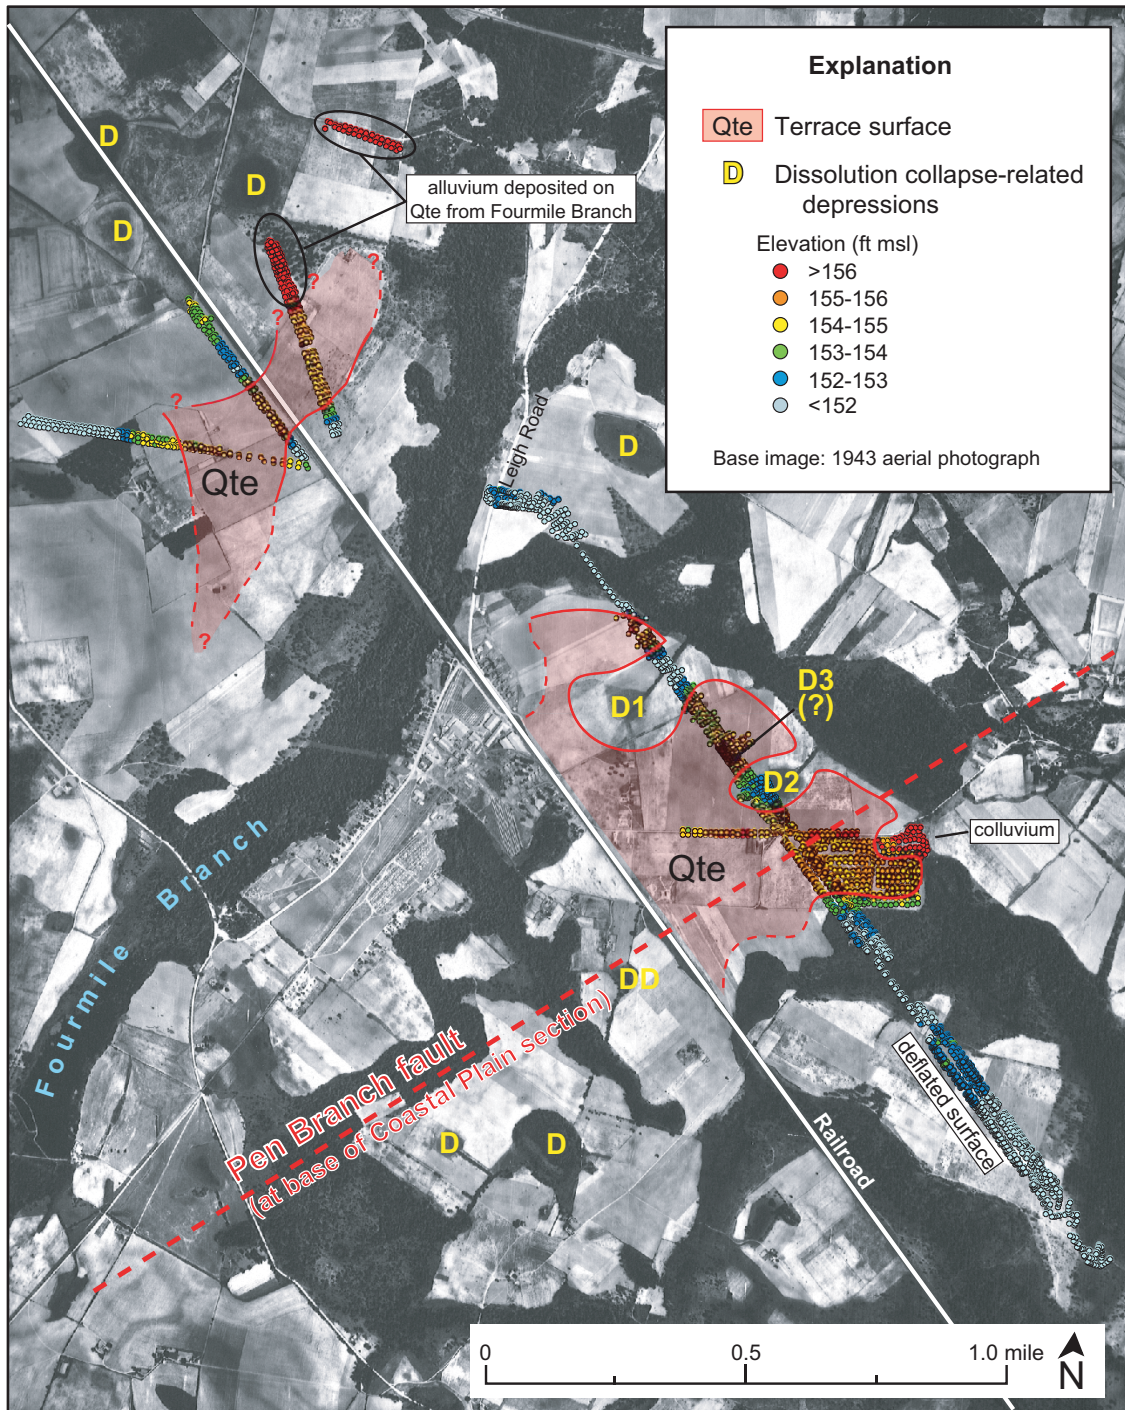 Explanation
Qte Terrace surface
D Dissolution collapse-related
depressions
Elevation (ft msl)
>156
155-156
154-155
153-154
152-153
<152
Base image: 1943 aerial photograph
D
D
D
alluvium deposited on
Qte from Fourmile Branch
?
?
?
?
Qte
?
Leigh Road
D
D1
D3
(?)
D2
colluvium
Qte
Fourmile Branch
DD
Pen Branch fault
(at base of Coastal Plain section)
D
D
deflated surface
Railroad
0 0.5 1.0 mile
N